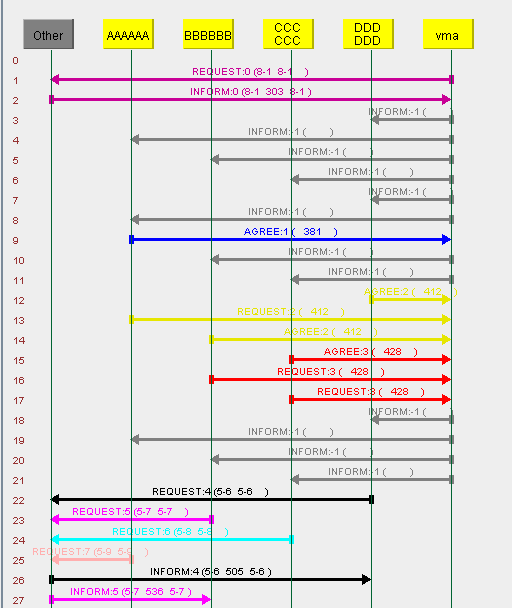 Other AAAAAA BBBBBB CCC CCC DDD DDD vma
0
1 REQUEST:0 (8-1 8-1 )
2 INFORM:0 (8-1 303 8-1 )
3 INFORM:-1 ( )
4 INFORM:-1 ( )
5 INFORM:-1 ( )
6 INFORM:-1 ( )
7 INFORM:-1 ( )
8 INFORM:-1 ( )
9 AGREE:1 ( 381 )
10 INFORM:-1 ( )
11 INFORM:-1 ( )
12 AGREE:2 ( 412 )
13 REQUEST:2 ( 412 )
14 AGREE:2 ( 412 )
15 AGREE:3 ( 428 )
16 REQUEST:3 ( 428 )
17 REQUEST:3 ( 428 )
18 INFORM:-1 ( )
19 INFORM:-1 ( )
20 INFORM:-1 ( )
21 INFORM:-1 ( )
22 REQUEST:4 (5-6 5-6 )
23 REQUEST:5 (5-7 5-7 )
24 REQUEST:6 (5-8 5-8 )
25 REQUEST:7 (5-9 5-9 )
26 INFORM:4 (5-6 505 5-6 )
27 INFORM:5 (5-7 536 5-7 )